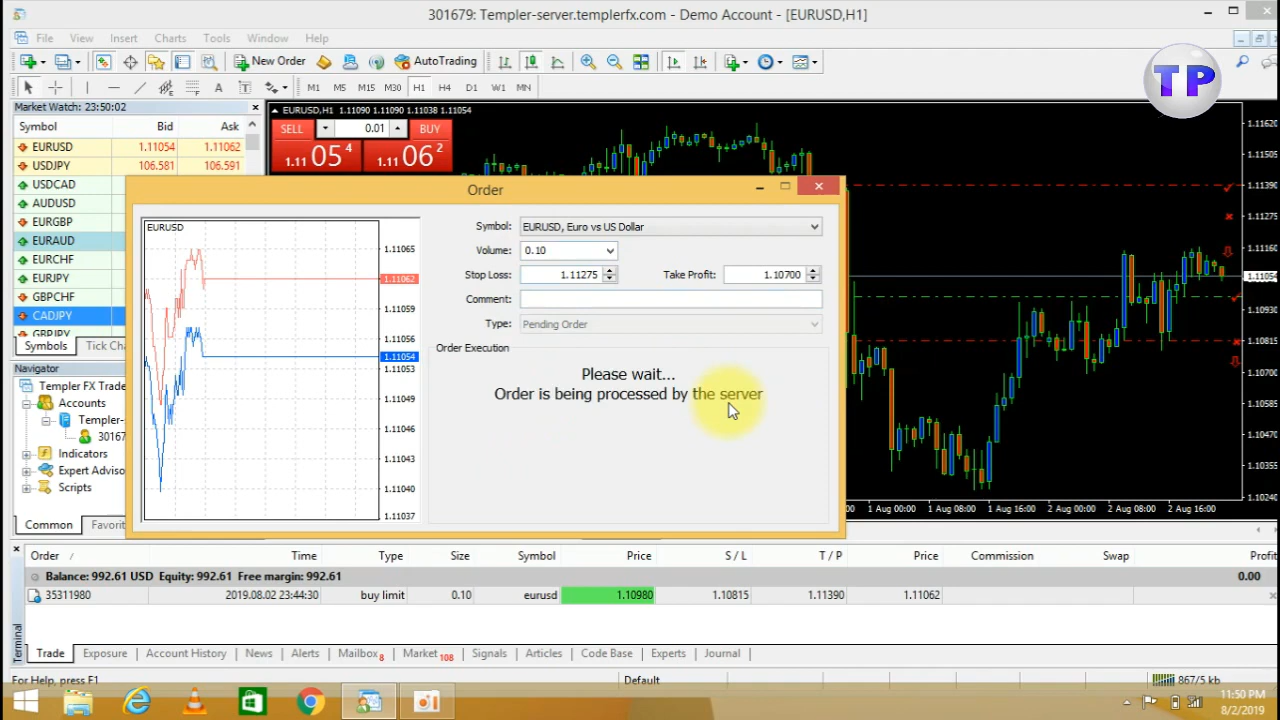 301679: Templer-server.templerfx.com - Demo Account - [EURUSD,H1]
File View Insert Charts Tools Window Help
New Order AutoTrading
A T M1 M5 M15 M30 H1 H4 D1 W1 MN
TP
Market Watch: 23:50:02
Symbol Bid Ask
EURUSD 1.11054 1.11062
USDJPY 106.581 106.591
USDCAD
AUDUSD
EURGBP
EURAUD
EURCHF
EURJPY
GBPCHF
CADJPY
GBPJPY
Symbols Tick Cha
EURUSD,H1 1.11090 1.11090 1.11038 1.11054
SELL 0.01 BUY
1.11 05 4 1.11 06 2
1.11620
1.11505
1.11390
1.11275
1.11160
1.11054
1.10930
1.10815
1.10700
1.10585
1.10470
1.10355
1.10240
1 Aug 00:00 1 Aug 08:00 1 Aug 16:00 2 Aug 00:00 2 Aug 08:00 2 Aug 16:00
Navigator
Templer FX Trade
Accounts
Templer-
30167
Indicators
Expert Adviso
Scripts
Common Favorit
Order
EURUSD
1.11065
1.11062
1.11059
1.11056
1.11054
1.11053
1.11049
1.11046
1.11043
1.11040
1.11037
Symbol: EURUSD, Euro vs US Dollar
Volume: 0.10
Stop Loss: 1.11275 Take Profit: 1.10700
Comment:
Type: Pending Order
Order Execution
Please wait...
Order is being processed by the server
Order / Time Type Size Symbol Price S / L T / P Price Commission Swap Profit
Balance: 992.61 USD Equity: 992.61 Free margin: 992.61 0.00
35311980 2019.08.02 23:44:30 buy limit 0.10 eurusd 1.10980 1.10815 1.11390 1.11062
Terminal
Trade Exposure Account History News Alerts Mailbox 8 Market 108 Signals Articles Code Base Experts Journal
For Help, press F1 Default 867/5 kb
11:50 PM
8/2/2019